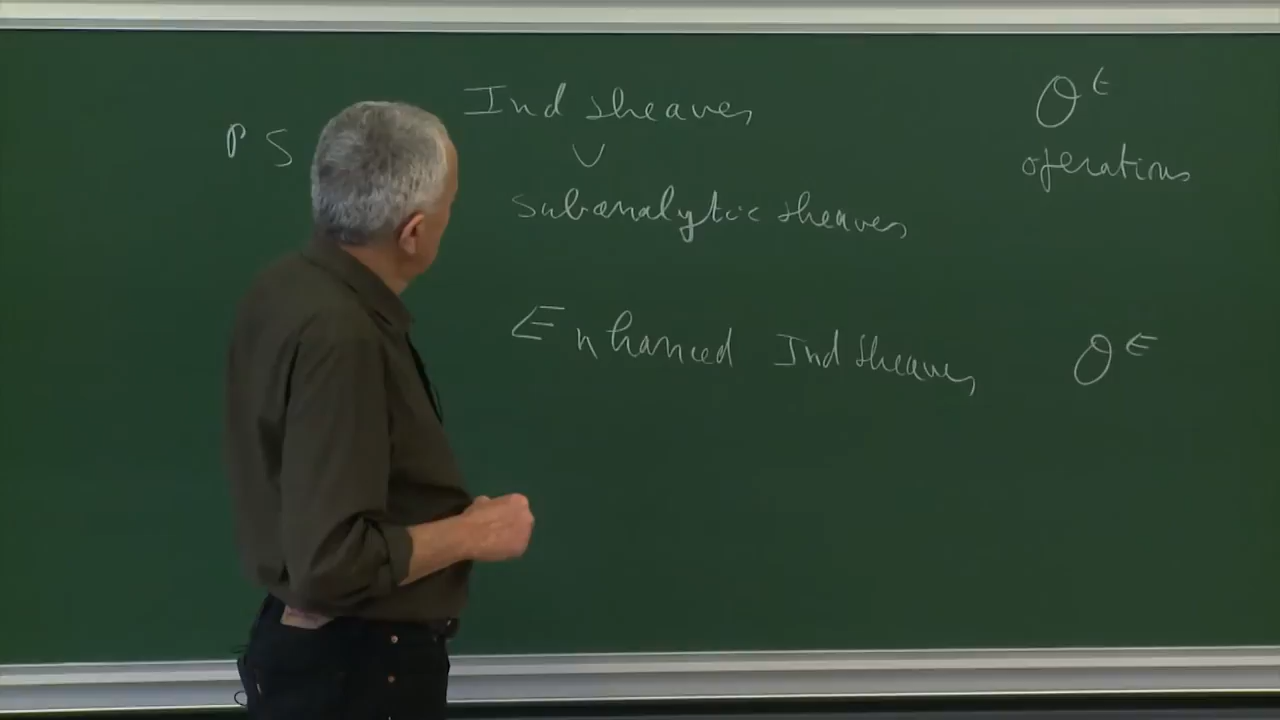 Ind sheaves O^t
P S
∨
operations
subanalytic sheaves
Enhanced Ind sheaves O^E